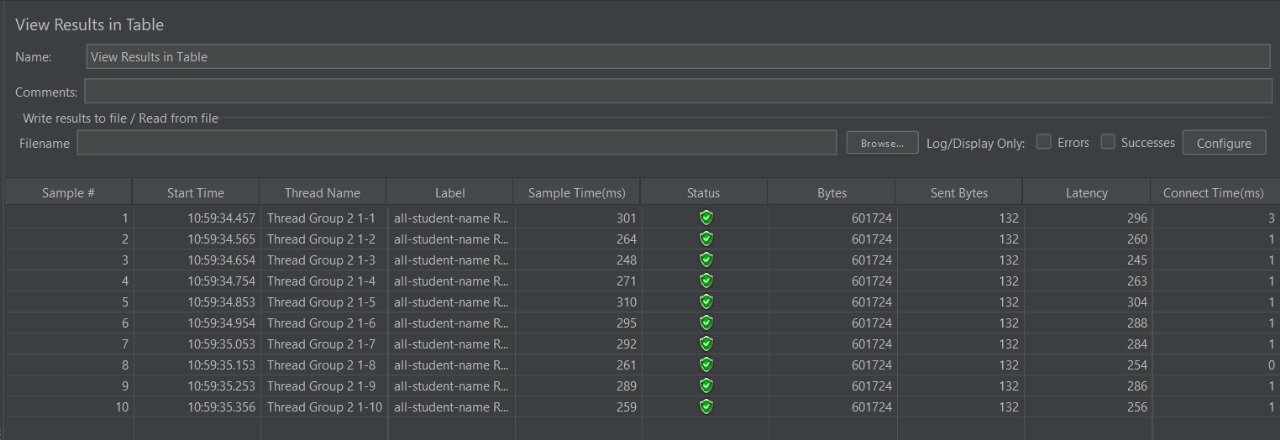 View Results in Table
Name: View Results in Table
Comments:
Write results to file / Read from file
Filename Browse... Log/Display Only: Errors Successes Configure
Sample # Start Time Thread Name Label Sample Time(ms) Status Bytes Sent Bytes Latency Connect Time(ms)
1 10:59:34.457 Thread Group 2 1-1 all-student-name R... 301 601724 132 296 3
2 10:59:34.565 Thread Group 2 1-2 all-student-name R... 264 601724 132 260 1
3 10:59:34.654 Thread Group 2 1-3 all-student-name R... 248 601724 132 245 1
4 10:59:34.754 Thread Group 2 1-4 all-student-name R... 271 601724 132 263 1
5 10:59:34.853 Thread Group 2 1-5 all-student-name R... 310 601724 132 304 1
6 10:59:34.954 Thread Group 2 1-6 all-student-name R... 295 601724 132 288 1
7 10:59:35.053 Thread Group 2 1-7 all-student-name R... 292 601724 132 284 1
8 10:59:35.153 Thread Group 2 1-8 all-student-name R... 261 601724 132 254 0
9 10:59:35.253 Thread Group 2 1-9 all-student-name R... 289 601724 132 286 1
10 10:59:35.356 Thread Group 2 1-10 all-student-name R... 259 601724 132 256 1